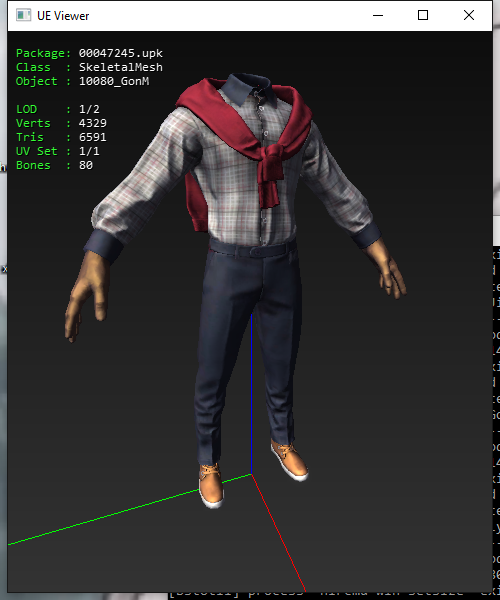 UE Viewer
Package: 00047245.upk
Class : SkeletalMesh
Object : 10080_GonM
LOD : 1/2
Verts : 4329
Tris : 6591
UV Set : 1/1
Bones : 80